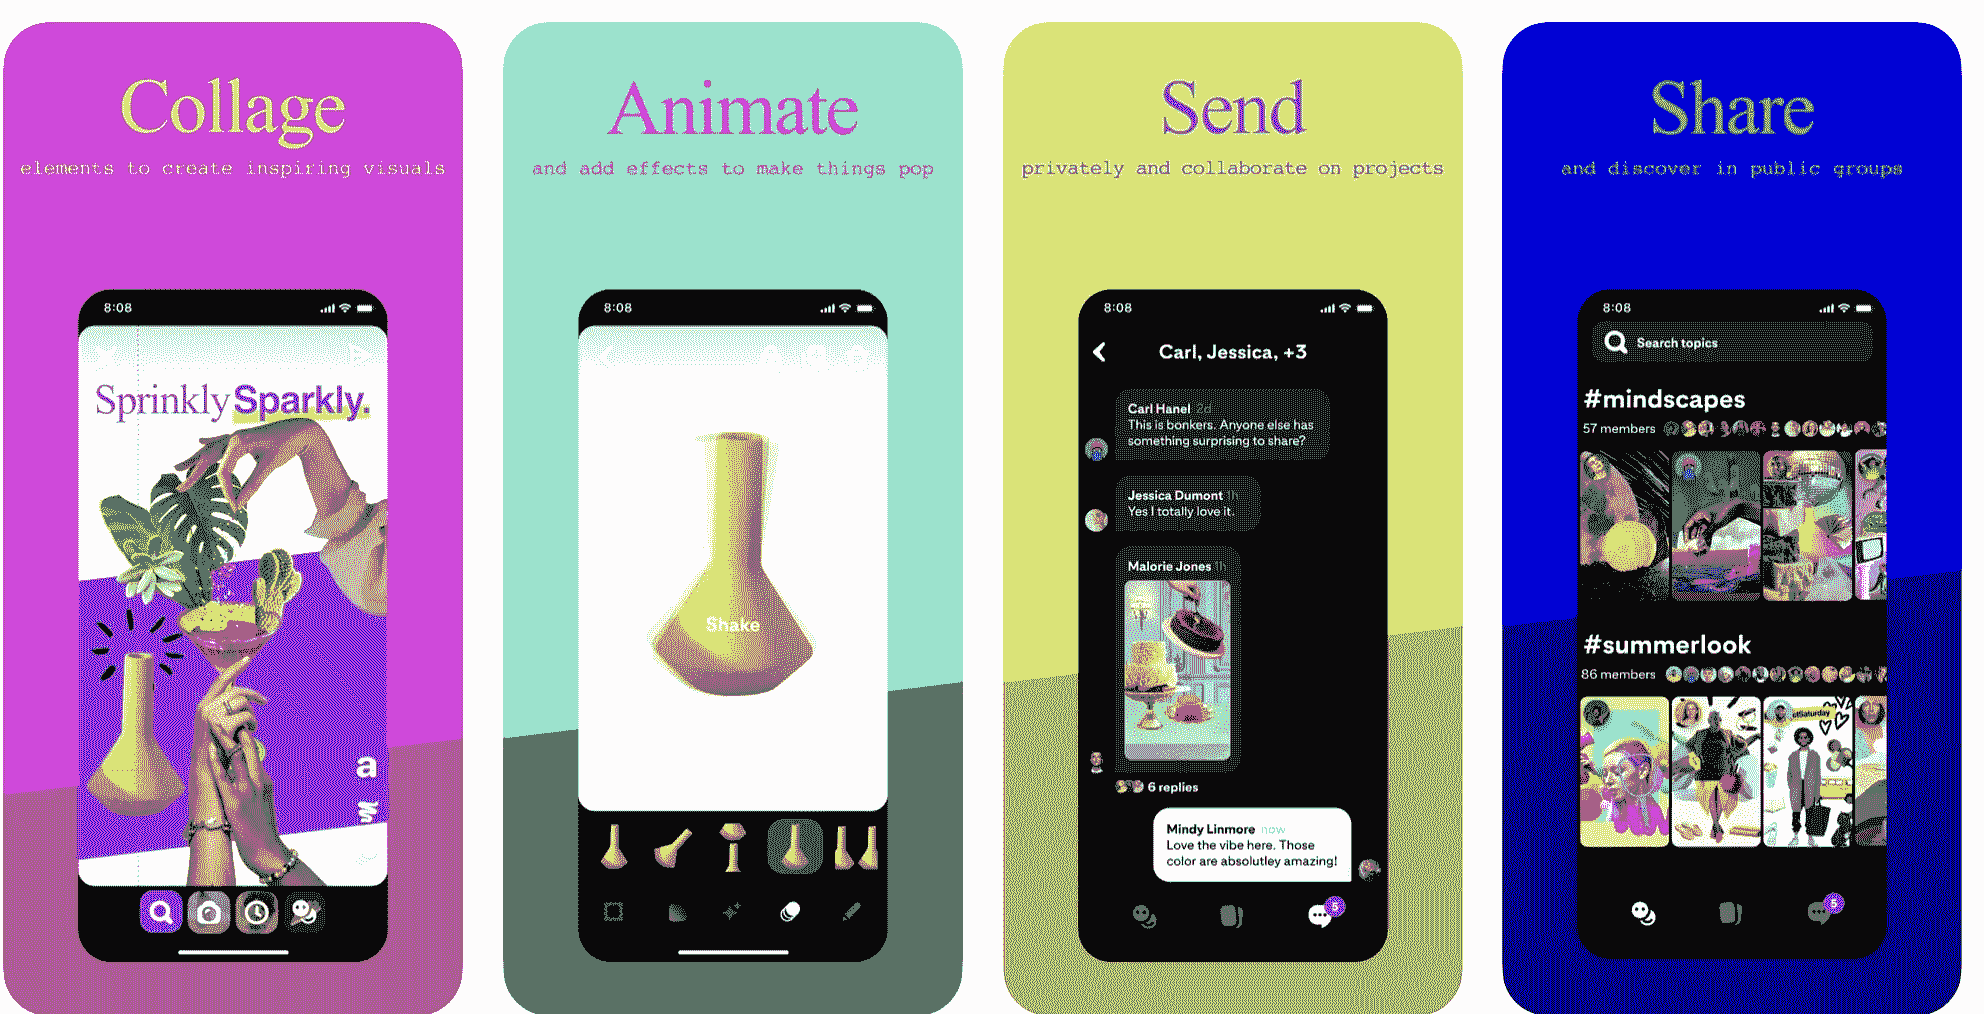 Collage
elements to create inspiring visuals
8:08
Sprinkly Sparkly.
a
Animate
and add effects to make things pop
8:08
Shake
Send
privately and collaborate on projects
8:08
Carl, Jessica, +3
Carl Hanel 2d
This is bonkers. Anyone else has
something surprising to share?
Jessica Dumont 1h
Yes I totally love it.
Malorie Jones 1h
6 replies
Mindy Linmore now
Love the vibe here. Those
color are absolutley amazing!
5
Share
and discover in public groups
8:08
Search topics
#mindscapes
57 members
#summerlook
86 members
5